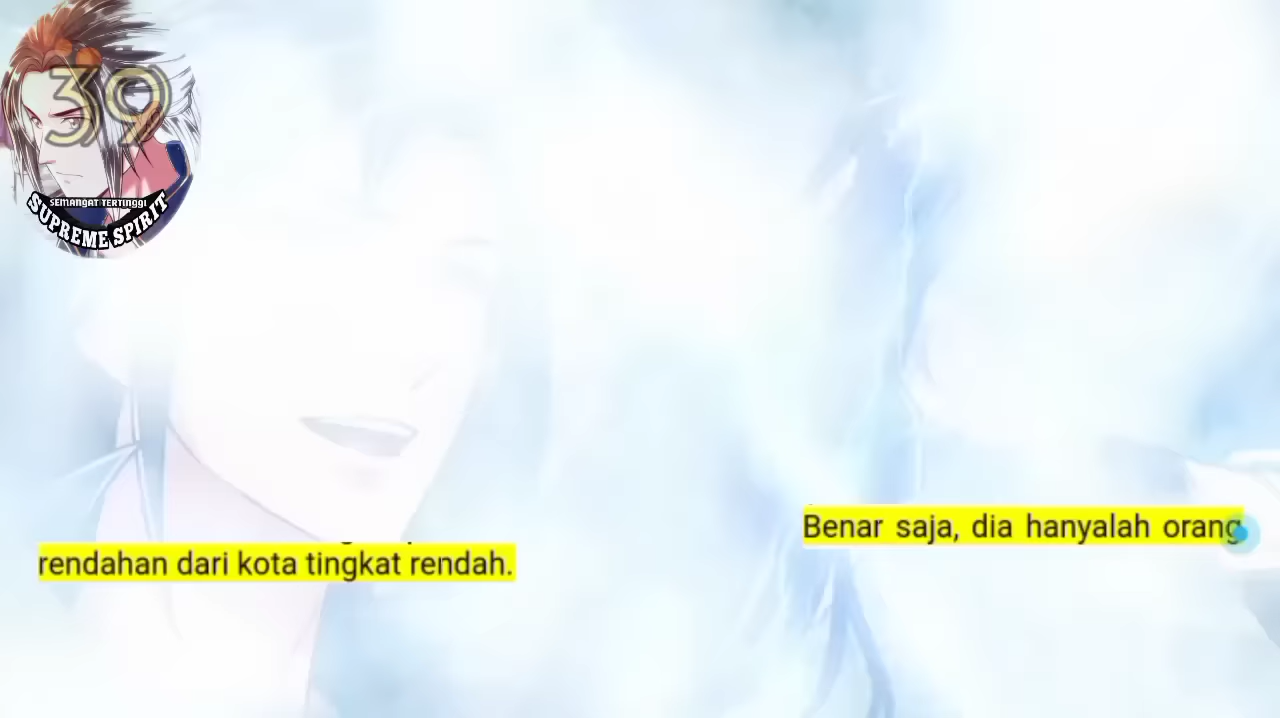 39
SEMANGAT TERTINGGI
SUPREME SPIRIT
Benar saja, dia hanyalah orang
rendahan dari kota tingkat rendah.